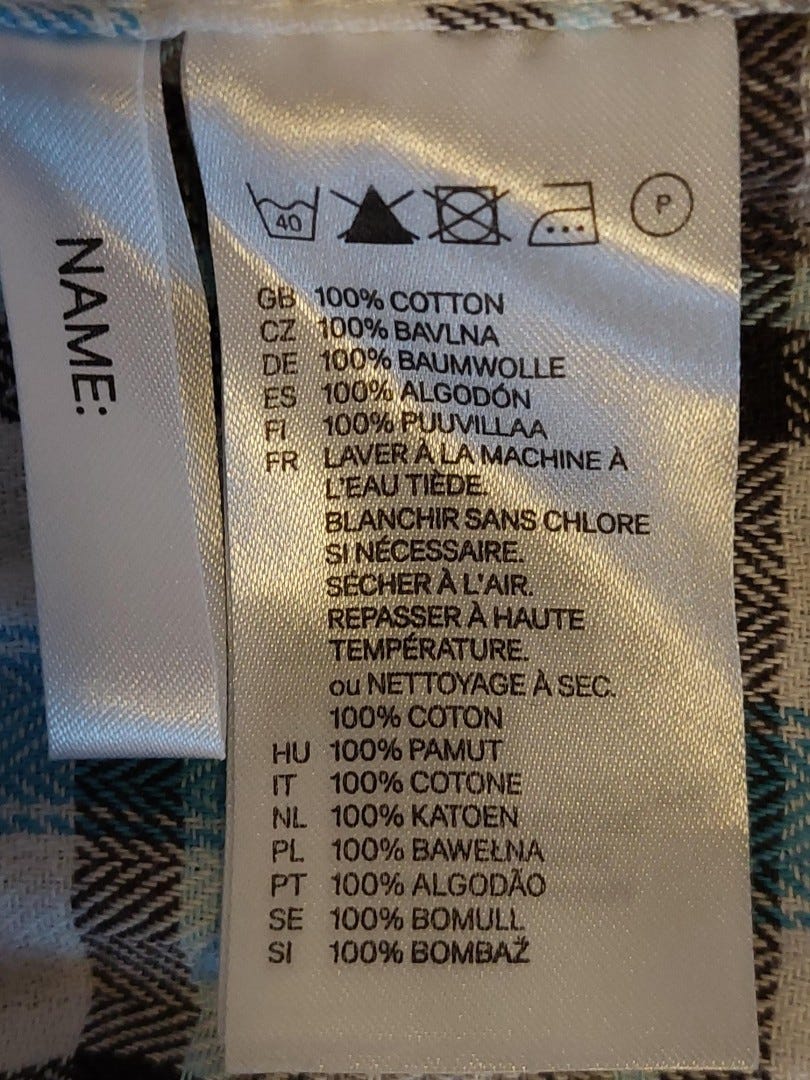 NAME:
40
P
GB 100% COTTON
CZ 100% BAVLNA
DE 100% BAUMWOLLE
ES 100% ALGODÓN
FI 100% PUUVILLAA
FR LAVER À LA MACHINE À
L'EAU TIÈDE.
BLANCHIR SANS CHLORE
SI NÉCESSAIRE.
SÉCHER À L'AIR.
REPASSER À HAUTE
TEMPÉRATURE.
ou NETTOYAGE À SEC.
100% COTON
HU 100% PAMUT
IT 100% COTONE
NL 100% KATOEN
PL 100% BAWEŁNA
PT 100% ALGODÃO
SE 100% BOMULL
SI 100% BOMBAŽ